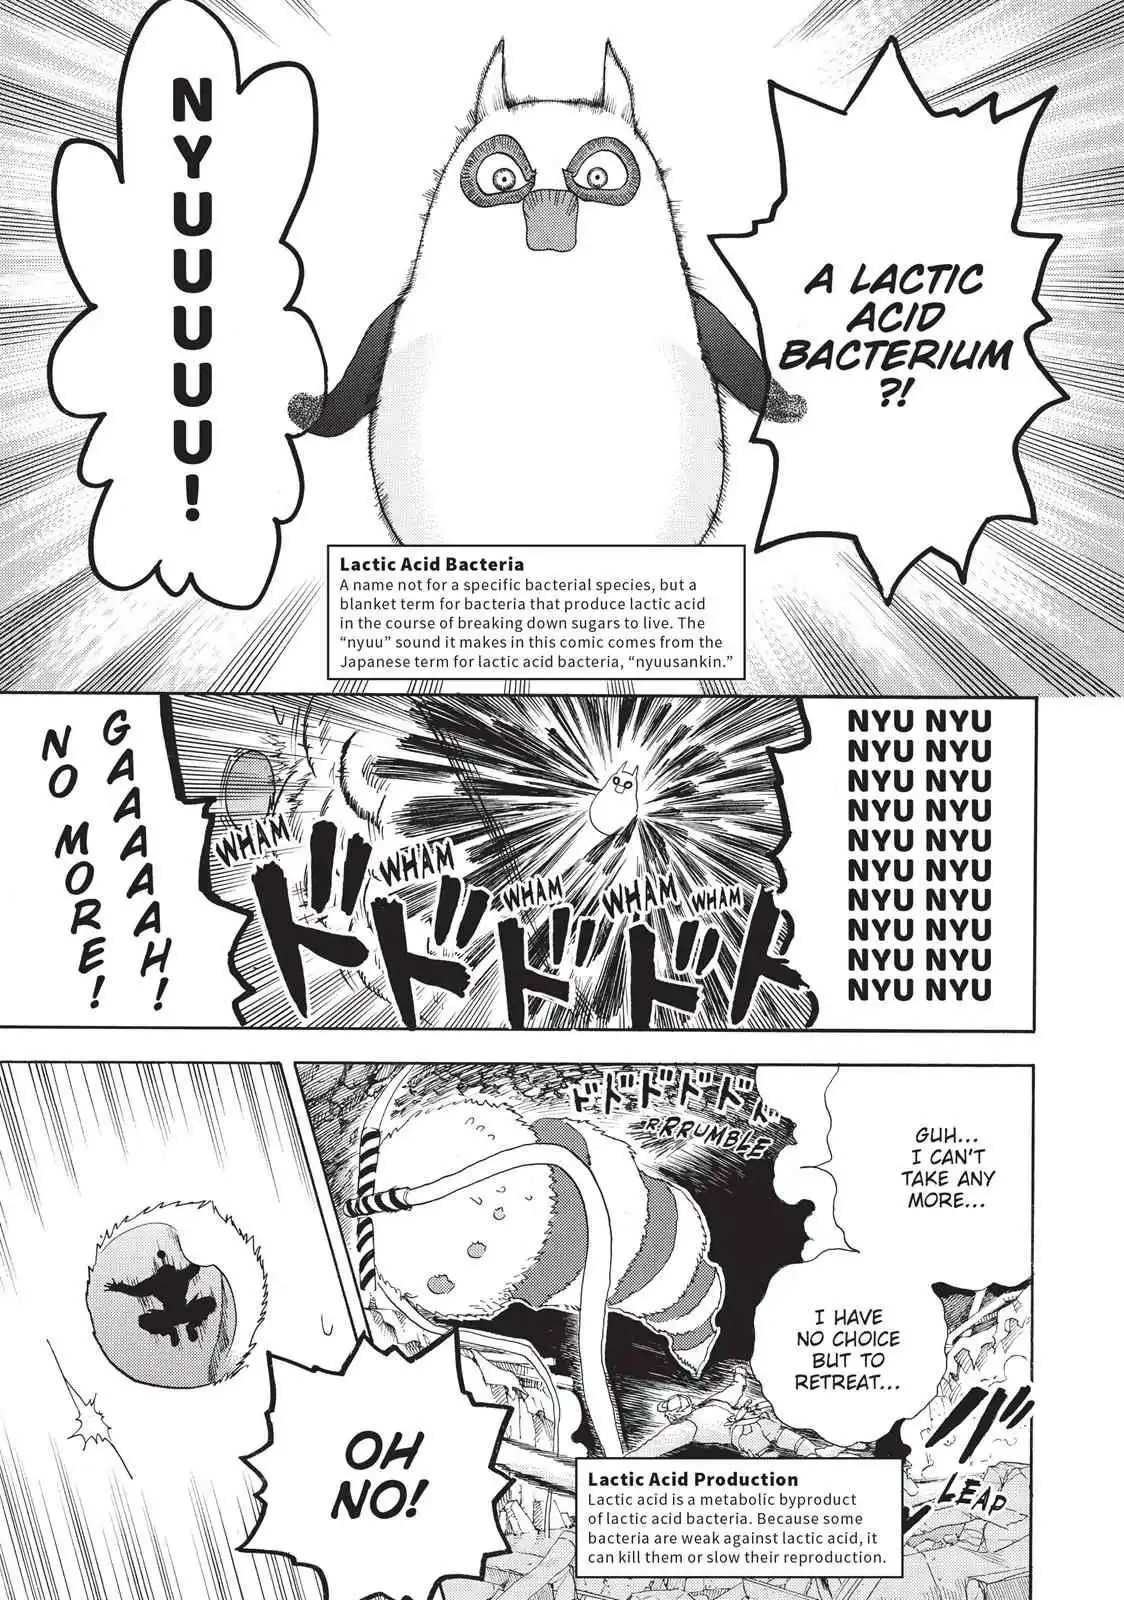 A LACTIC
ACID
BACTERIUM
?!
NYUUUUU!
Lactic Acid Bacteria
A name not for a specific bacterial species, but a
blanket term for bacteria that produce lactic acid
in the course of breaking down sugars to live. The
“nyuu” sound it makes in this comic comes from the
Japanese term for lactic acid bacteria, “nyuusankin.”
NYU NYU
NYU NYU
NYU NYU
NYU NYU
NYU NYU
NYU NYU
NYU NYU
NYU NYU
NYU NYU
NYU NYU
WHAM
WHAM
WHAM
WHAM
WHAM
ドドドドド
GAAAAAH!
NO MORE!
GUH...
I CAN'T
TAKE ANY
MORE...
ドドドドドド
RRRUMBLE
I HAVE
NO CHOICE
BUT TO
RETREAT...
バッ
LEAP
Lactic Acid Production
Lactic acid is a metabolic byproduct
of lactic acid bacteria. Because some
bacteria are weak against lactic acid, it
can kill them or slow their reproduction.
OH
NO!